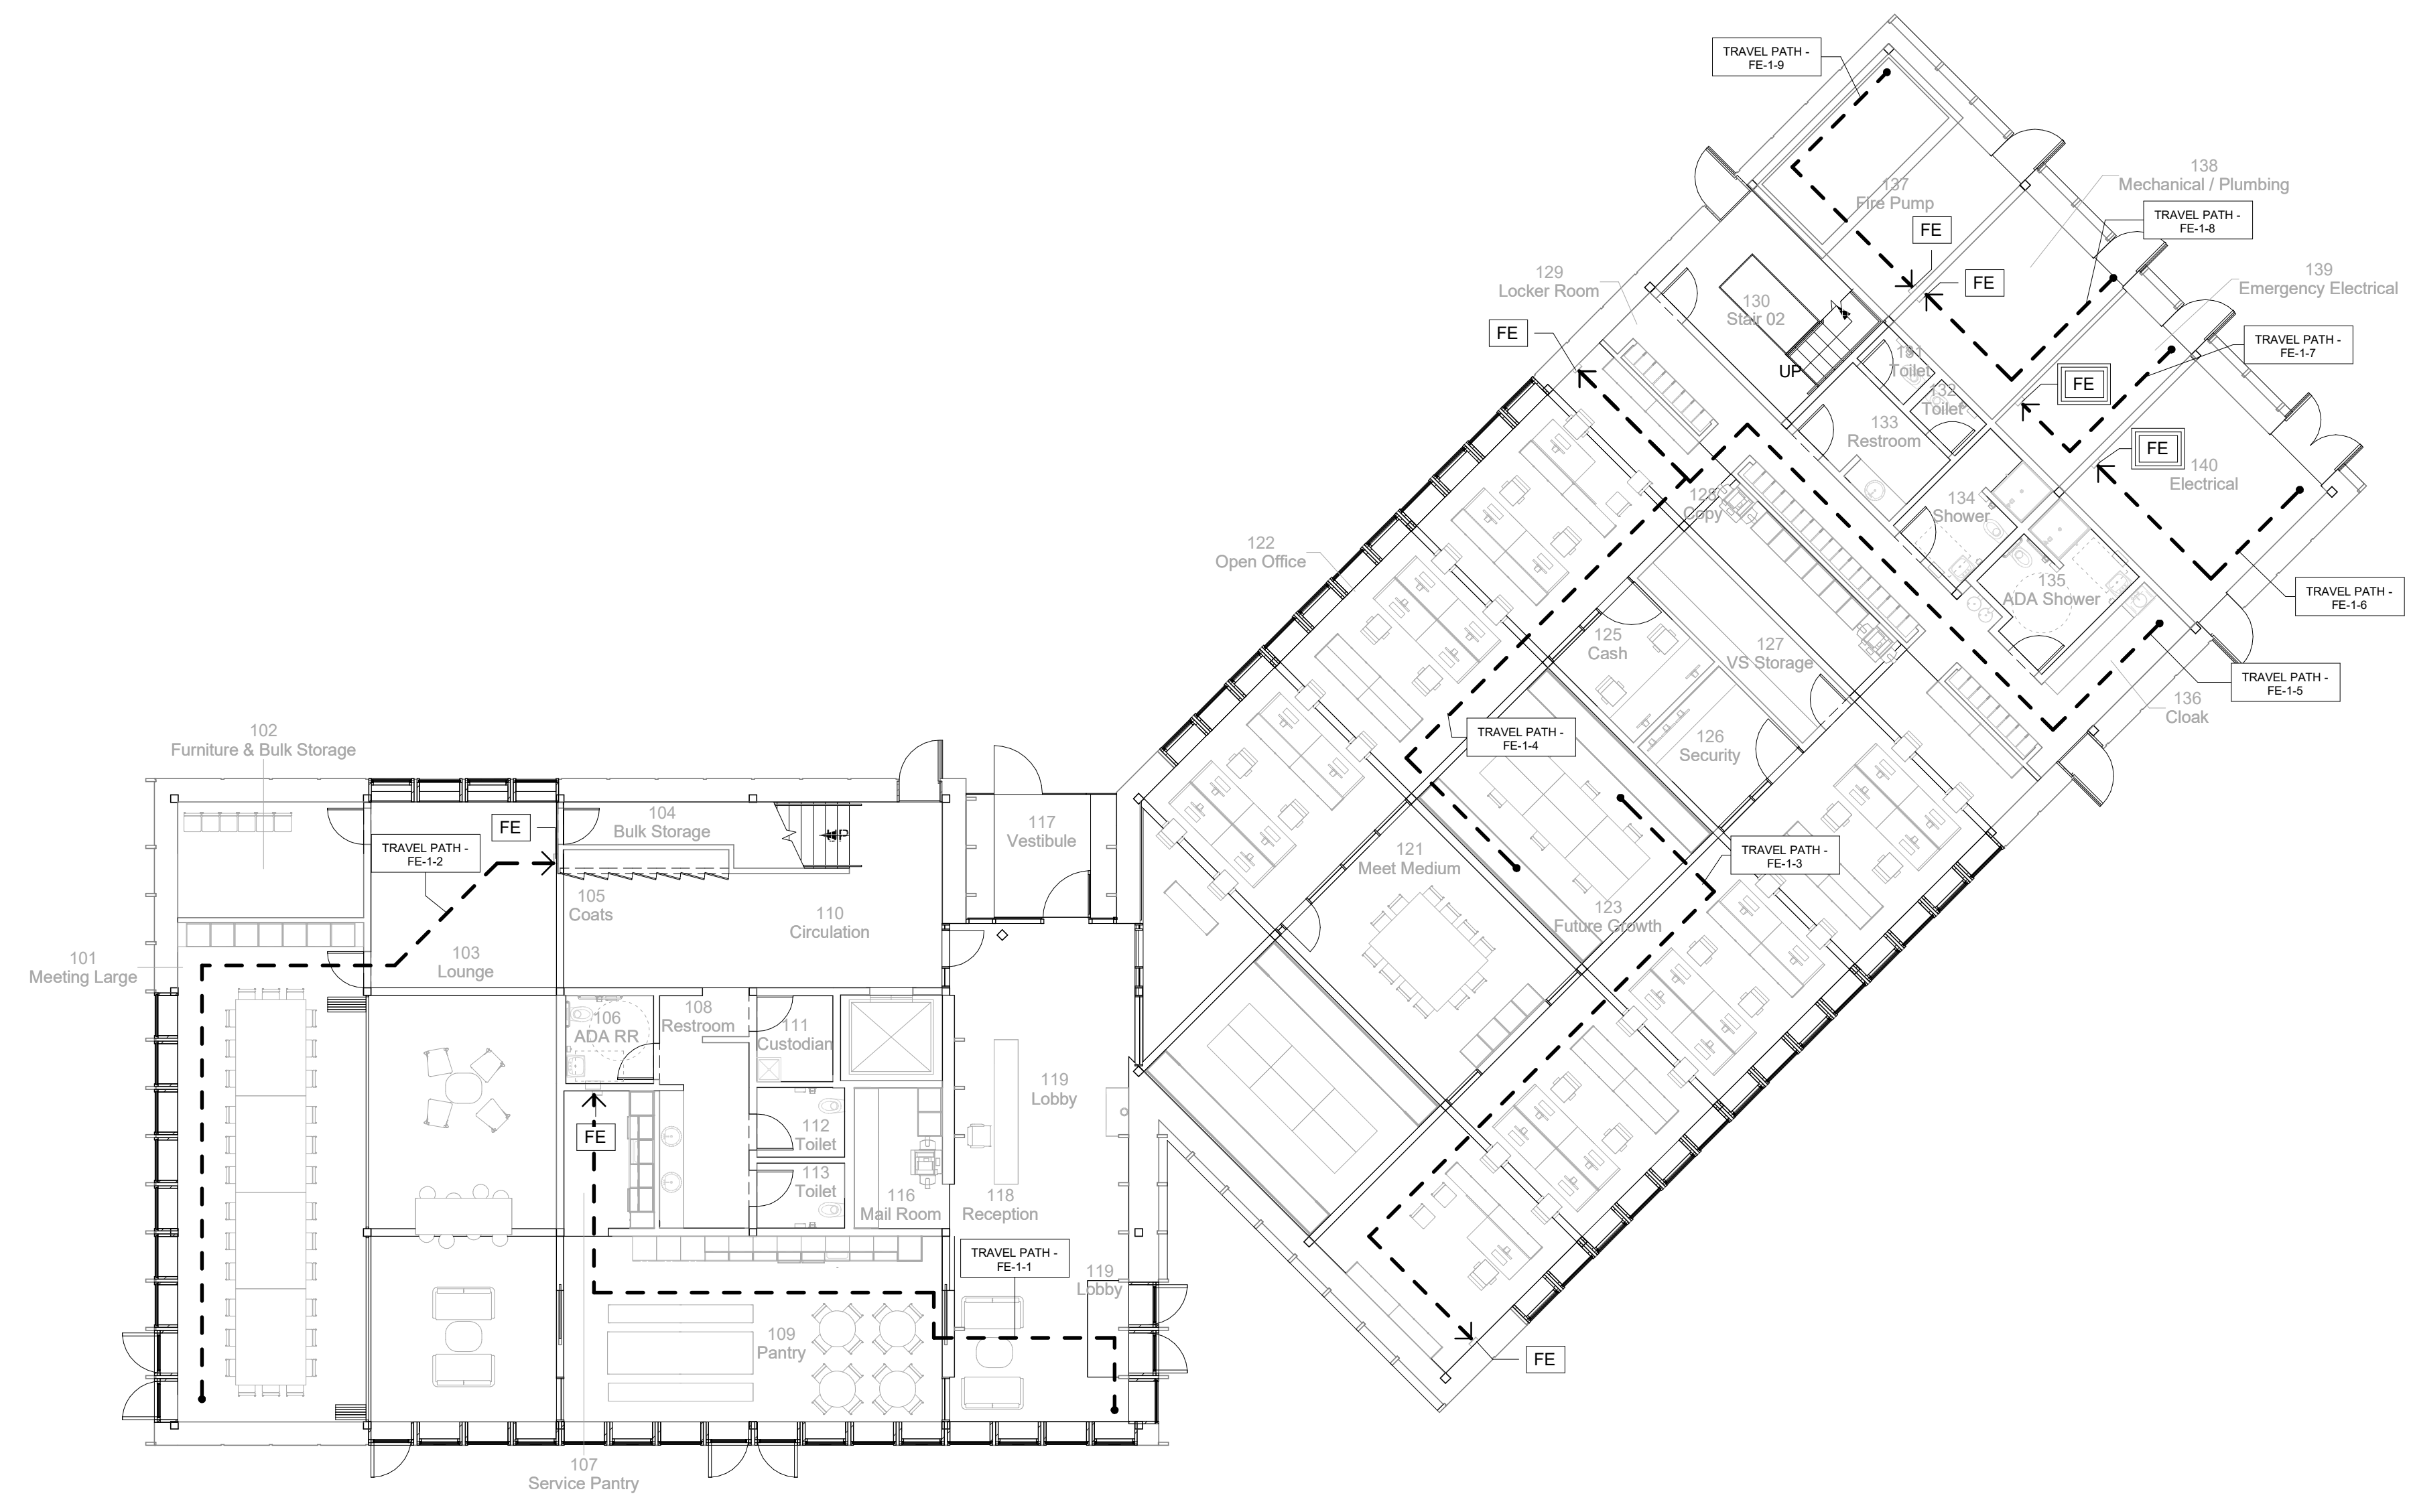 TRAVEL PATH -
FE-1-9
137
Fire Pump
FE
138
Mechanical / Plumbing
TRAVEL PATH -
FE-1-8
FE
139
Emergency Electrical
129
Locker Room
130
Stair 02
UP
FE
TRAVEL PATH -
FE-1-7
Toilet
FE
132
Toilet
133
Restroom
FE
140
Electrical
134
Shower
128
Copy
122
Open Office
135
ADA Shower
TRAVEL PATH -
FE-1-6
125
Cash
127
VS Storage
TRAVEL PATH -
FE-1-5
136
Cloak
126
Security
TRAVEL PATH -
FE-1-4
102
Furniture & Bulk Storage
104
Bulk Storage
FE
TRAVEL PATH -
FE-1-2
117
Vestibule
121
Meet Medium
TRAVEL PATH -
FE-1-3
105
Coats
110
Circulation
123
Future Growth
101
Meeting Large
103
Lounge
106
ADA RR
108
Restroom
111
Custodian
119
Lobby
FE
112
Toilet
113
Toilet
116
Mail Room
118
Reception
TRAVEL PATH -
FE-1-1
119
Lobby
109
Pantry
FE
107
Service Pantry